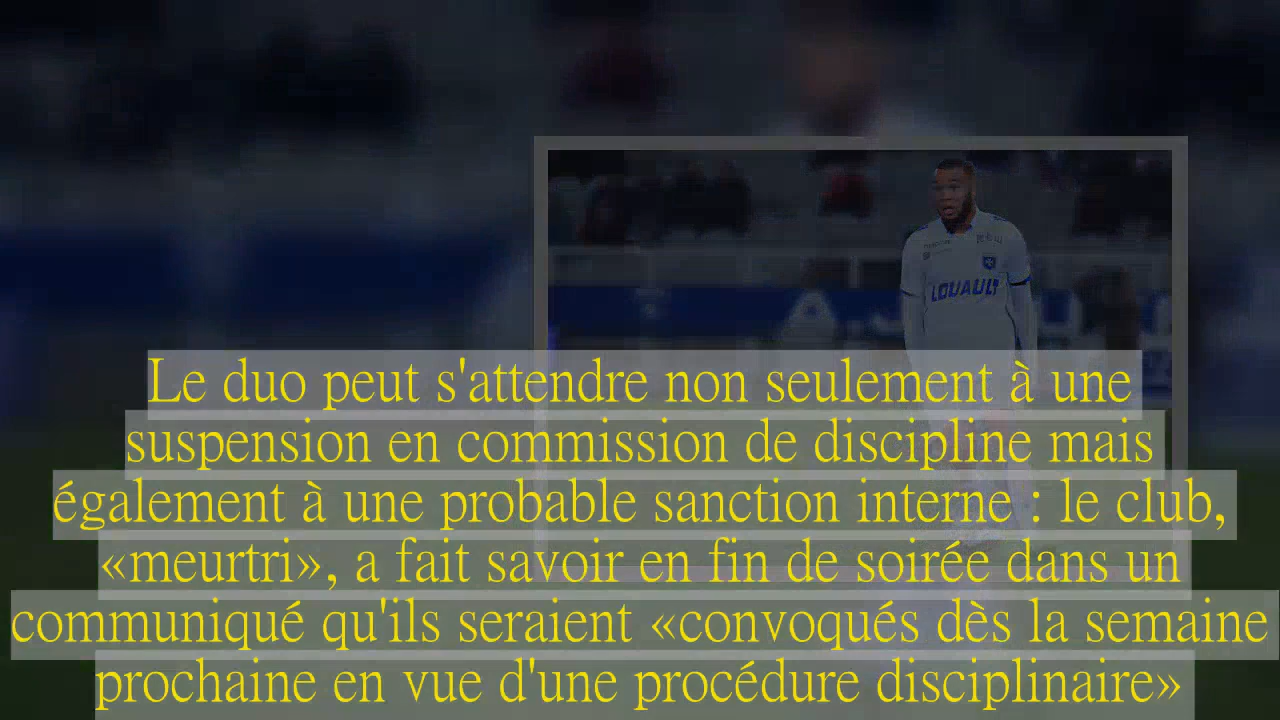 LOUAULT
Le duo peut s'attendre non seulement à une
suspension en commission de discipline mais
également à une probable sanction interne : le club,
«meurtri», a fait savoir en fin de soirée dans un
communiqué qu'ils seraient «convoqués dès la semaine
prochaine en vue d'une procédure disciplinaire»